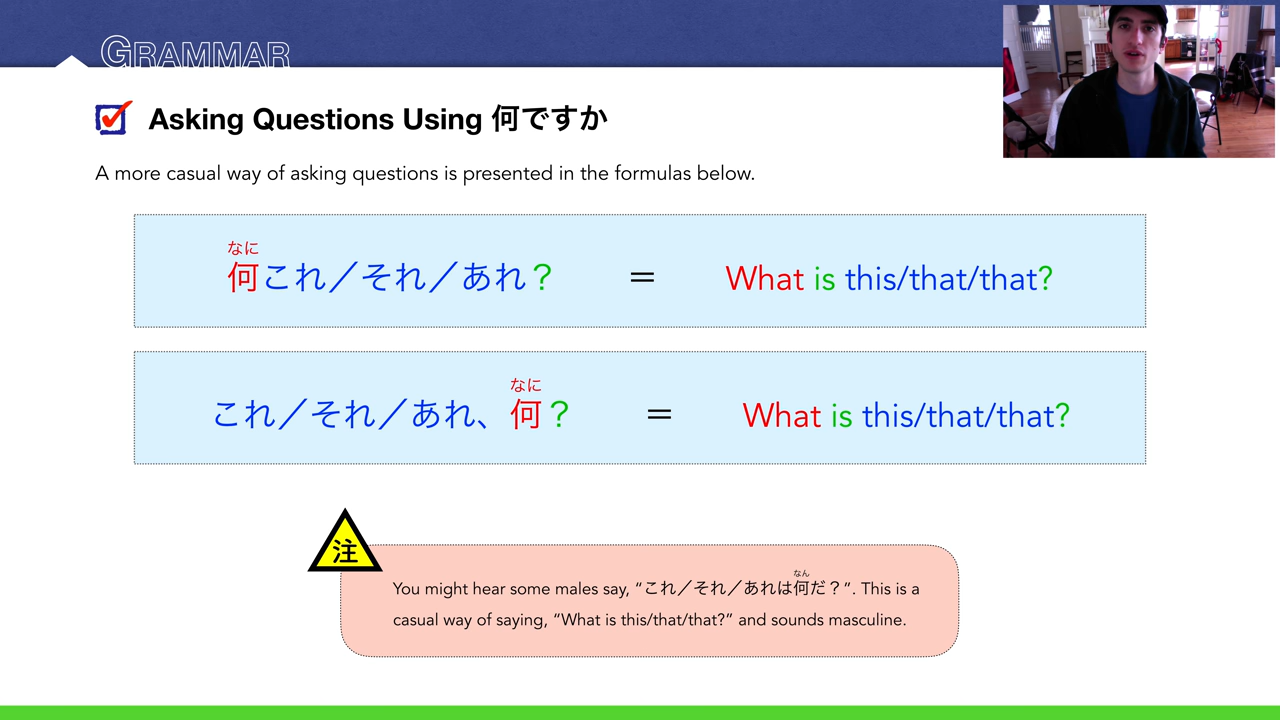 GRAMMAR
Asking Questions Using 何ですか
A more casual way of asking questions is presented in the formulas below.
なに
何これ／それ／あれ？ ＝ What is this/that/that?
なに
これ／それ／あれ、何？ ＝ What is this/that/that?
注
なん
You might hear some males say, “これ／それ／あれは何だ？”. This is a
casual way of saying, “What is this/that/that?” and sounds masculine.